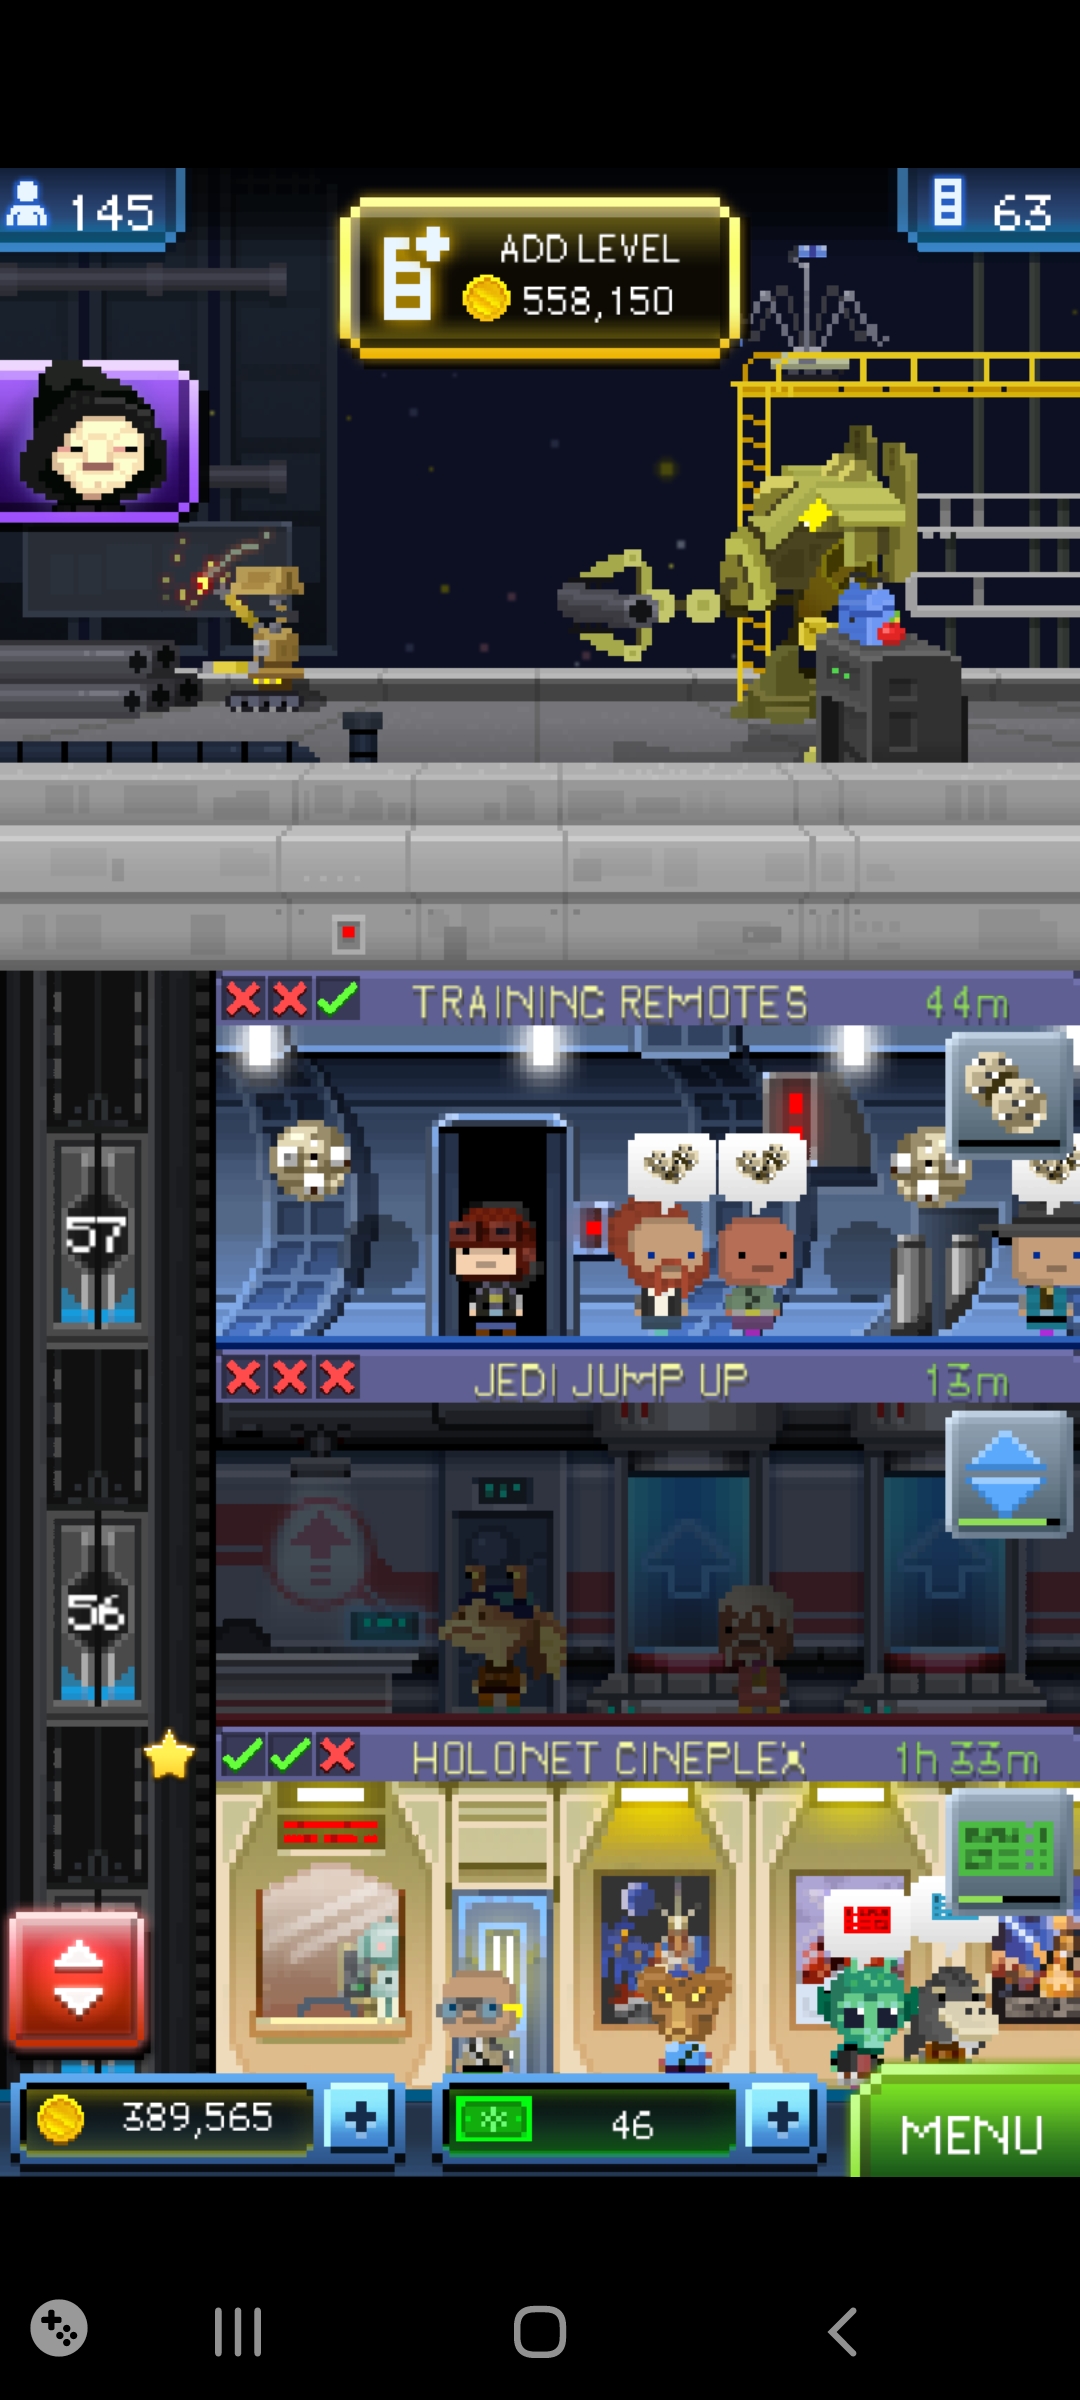 145
ADD LEVEL
558,150
63
TRAINING REMOTES 44m
57
JEDI JUMP UP 13m
56
HOLONET CINEPLEX 1h 33m
389,565
46
MENU